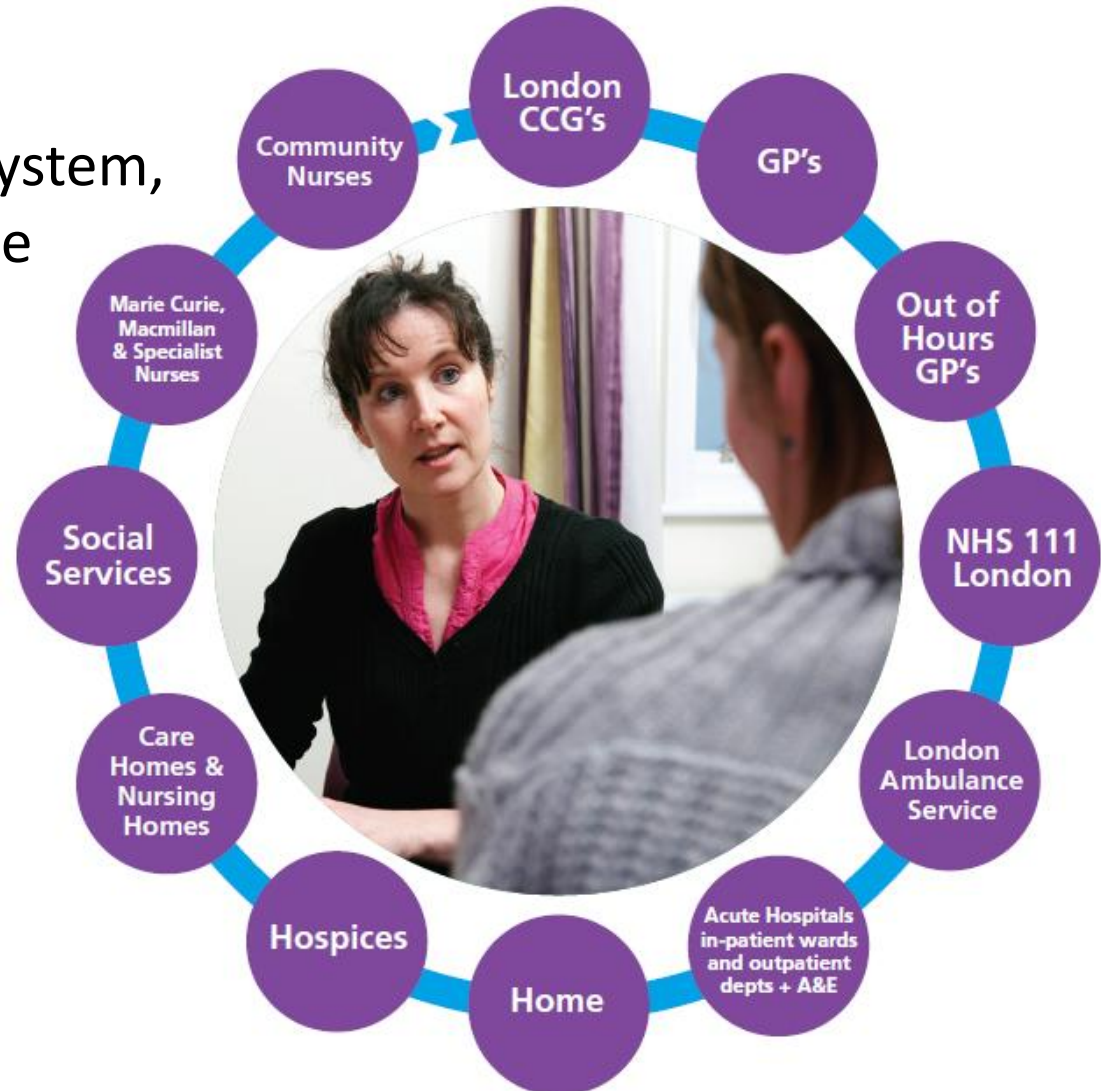 ystem,
e
London
CCG's
GP's
Out of
Hours
GP's
NHS 111
London
London
Ambulance
Service
Acute Hospitals
in-patient wards
and outpatient
depts + A&E
Home
Hospices
Care
Homes &
Nursing
Homes
Social
Services
Marie Curie,
Macmillan
& Specialist
Nurses
Community
Nurses